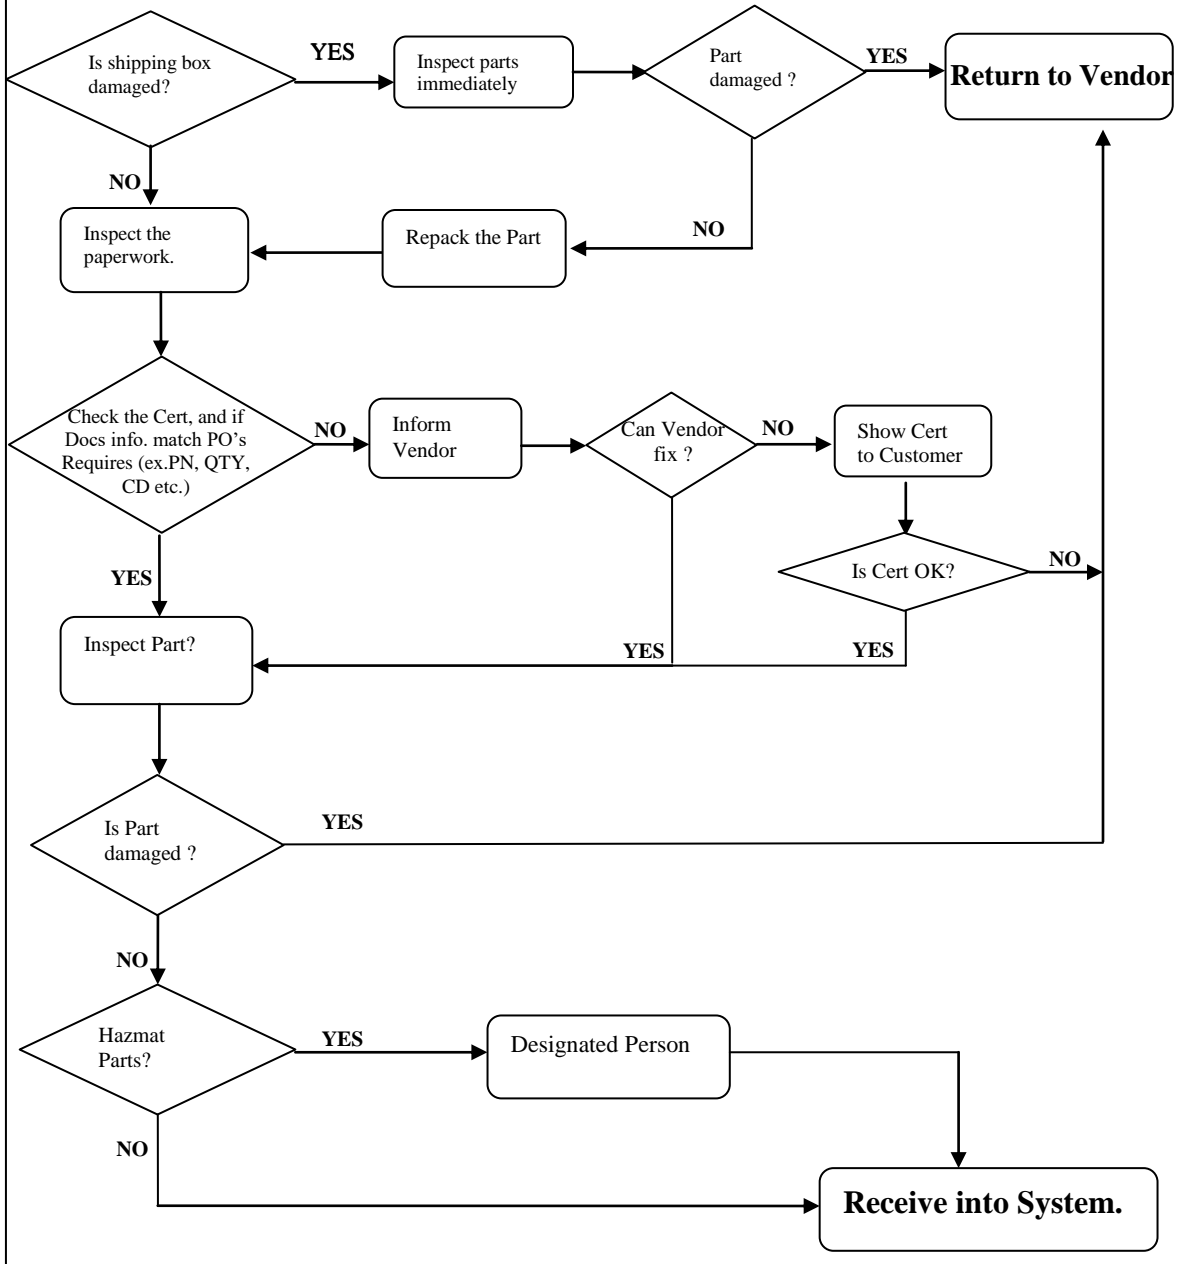 Is shipping box
damaged?
YES
Inspect parts
immediately
Part
damaged ?
YES
Return to Vendor
NO
Inspect the
paperwork.
Repack the Part
NO
Check the Cert, and if
Docs info. match PO's
Requires (ex.PN, QTY,
CD etc.)
NO
Inform
Vendor
Can Vendor
fix ?
NO
Show Cert
to Customer
Is Cert OK?
NO
YES
Inspect Part?
YES
YES
Is Part
damaged ?
YES
NO
Hazmat
Parts?
YES
Designated Person
NO
Receive into System.